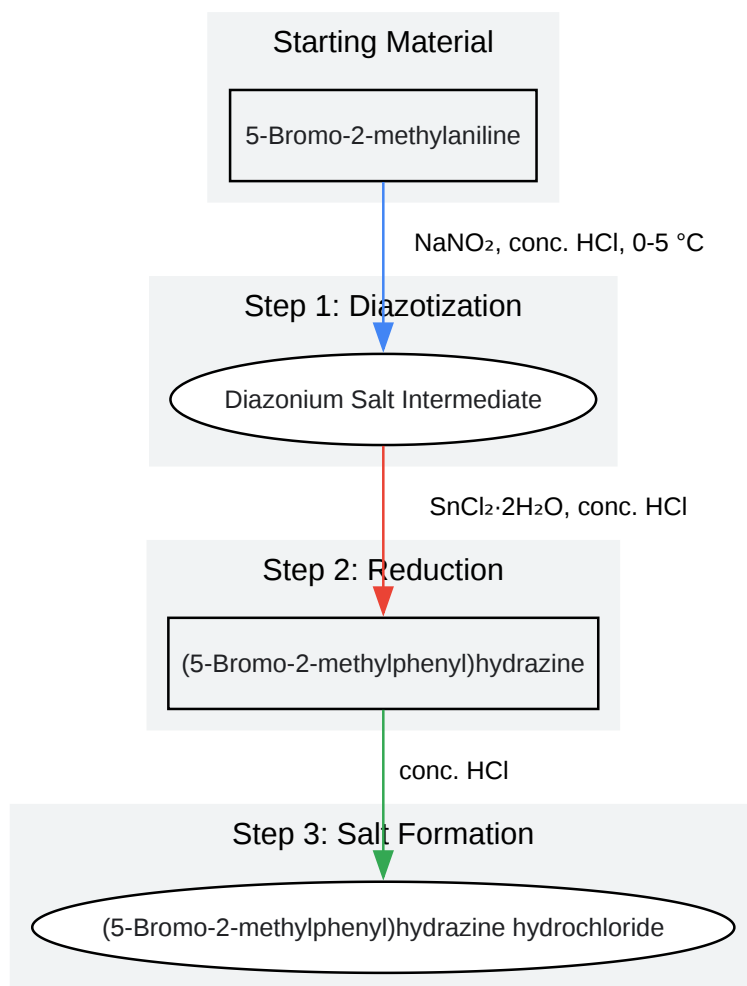 Starting Material
5-Bromo-2-methylaniline
NaNO₂, conc. HCl, 0-5 °C
Step 1: Diazotization
Diazonium Salt Intermediate
SnCl₂·2H₂O, conc. HCl
Step 2: Reduction
(5-Bromo-2-methylphenyl)hydrazine
conc. HCl
Step 3: Salt Formation
(5-Bromo-2-methylphenyl)hydrazine hydrochloride